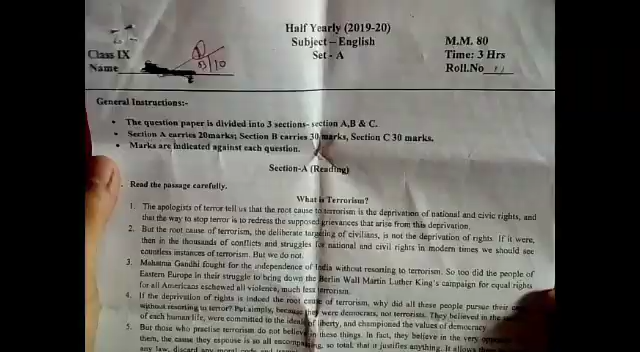 Half Yearly (2019-20)
Subject – English
Set - A
M.M. 80
Time: 3 Hrs
Roll.No
Class IX
Name
General Instructions:-
• The question paper is divided into 3 sections- section A,B & C.
• Section A carries 20marks; Section B carries 30 marks, Section C 30 marks.
• Marks are indicated against each question.
Section-A (Reading)
. Read the passage carefully.
What is Terrorism?
1. The apologists of terror tell us that the root cause to terrorism is the deprivation of national and civic rights, and
that the way to stop terror is to redress the supposed grievances that arise from this deprivation.
2. But the root cause of terrorism, the deliberate targeting of civilians, is not the deprivation of rights. If it were,
then in the thousands of conflicts and struggles for national and civil rights in modern times we should see
countless instances of terrorism. But we do not.
3. Mahatma Gandhi fought for the independence of India without resorting to terrorism. So too did the people of
Eastern Europe in their struggle to bring down the Berlin Wall Martin Luther King's campaign for equal rights
for all Americans eschewed all violence, much less terrorism.
4. If the deprivation of rights is indeed the root cause of terrorism, why did all these people pursue their
without resorting to terror? Put simply, because they were democrats, not terrorists. They believed in the
of each human life, were committed to the ideals of liberty, and championed the values of democracy
5. But those who practise terrorism do not believe in these things. In fact, they believe in the very
them, the cause they espouse is so all encompassing, so total, that it justifies anything. It allows them
any law, discard any moral code and